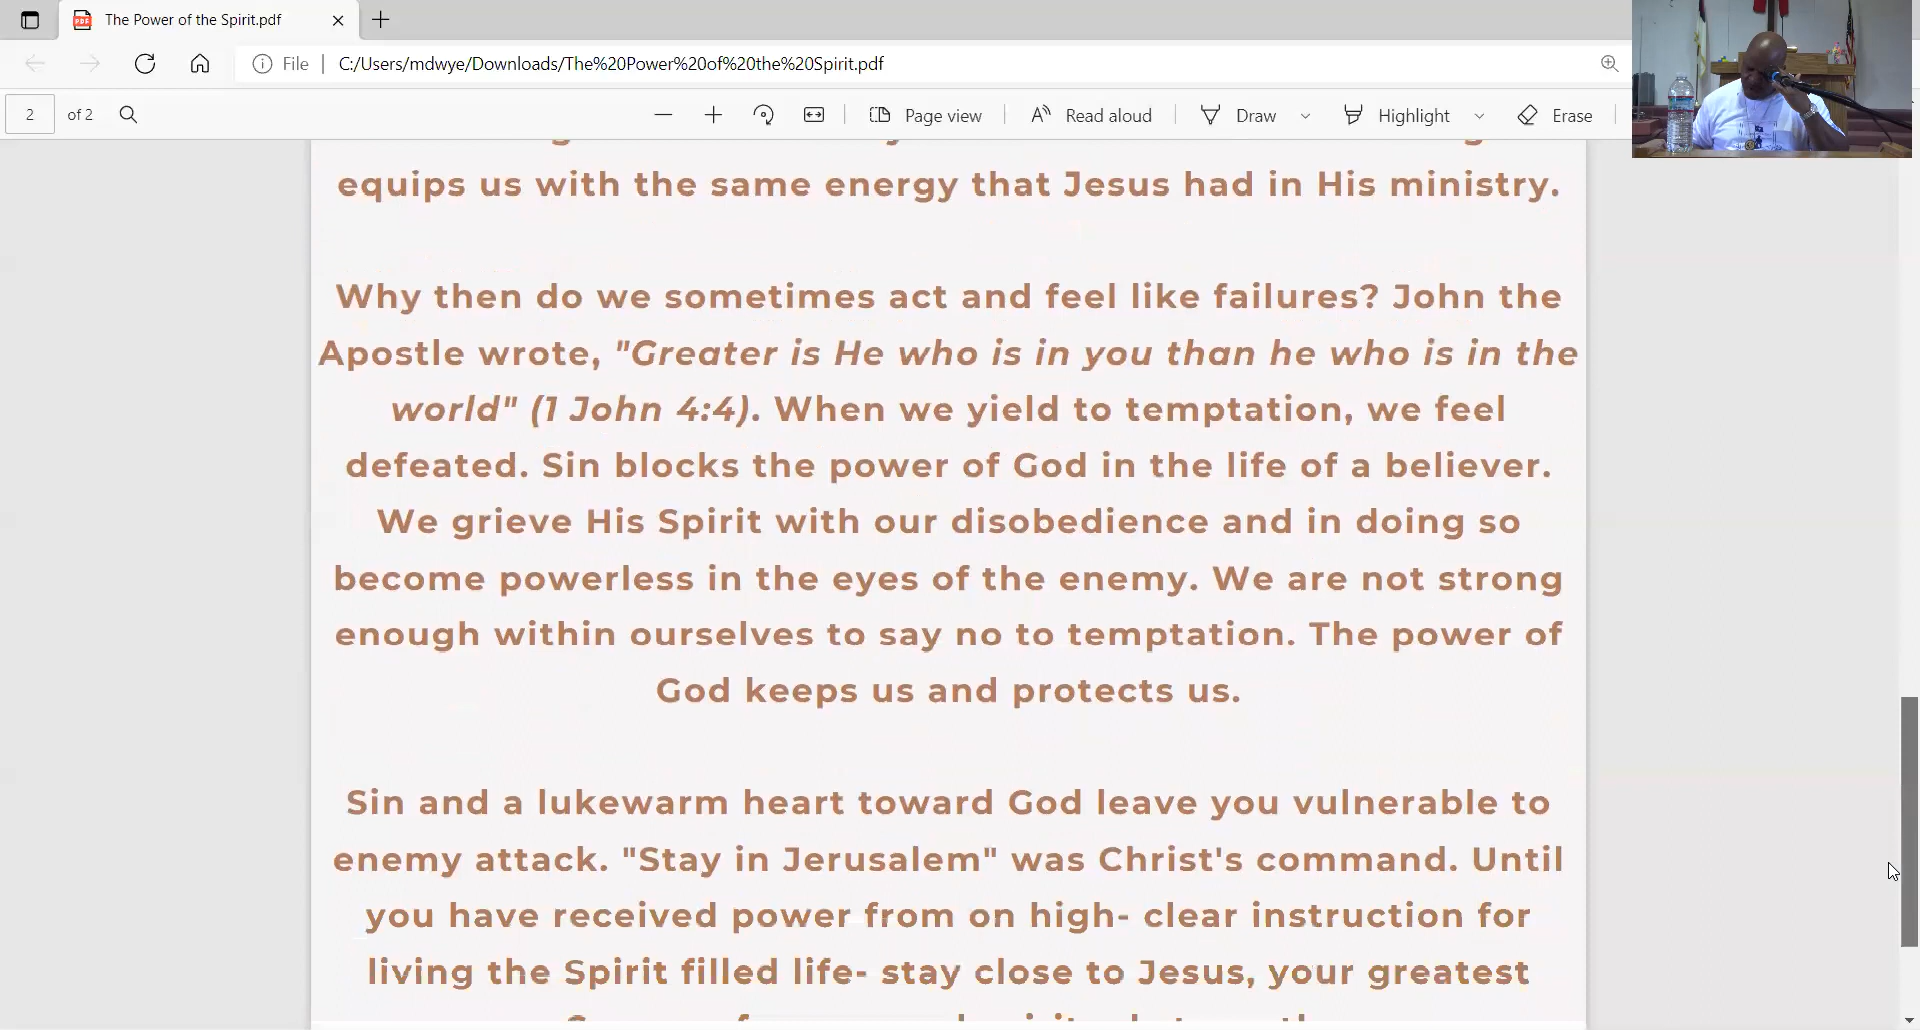 The Power of the Spirit.pdf
File
C:/Users/mdwye/Downloads/The%20Power%20of%20the%20Spirit.pdf
2 of 2
Page view
Read aloud
Draw
Highlight
Erase
equips us with the same energy that Jesus had in His ministry.
Why then do we sometimes act and feel like failures? John the
Apostle wrote, "Greater is He who is in you than he who is in the
world" (1 John 4:4). When we yield to temptation, we feel
defeated. Sin blocks the power of God in the life of a believer.
We grieve His Spirit with our disobedience and in doing so
become powerless in the eyes of the enemy. We are not strong
enough within ourselves to say no to temptation. The power of
God keeps us and protects us.
Sin and a lukewarm heart toward God leave you vulnerable to
enemy attack. "Stay in Jerusalem" was Christ's command. Until
you have received power from on high- clear instruction for
living the Spirit filled life- stay close to Jesus, your greatest